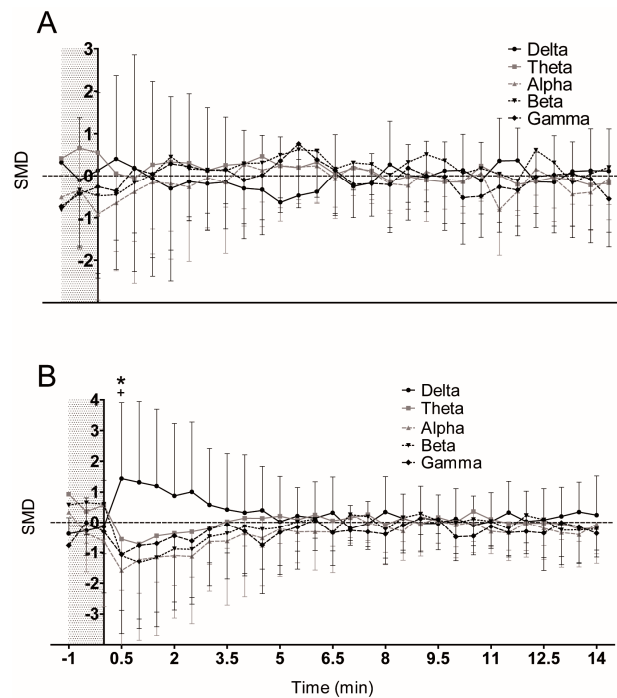 A
3
2
1
0
-1
-2
SMD
Delta
Theta
Alpha
Beta
Gamma
B
*
+
4
3
2
1
0
-1
-2
-3
SMD
Delta
Theta
Alpha
Beta
Gamma
-1 0.5 2 3.5 5 6.5 8 9.5 11 12.5 14
Time (min)